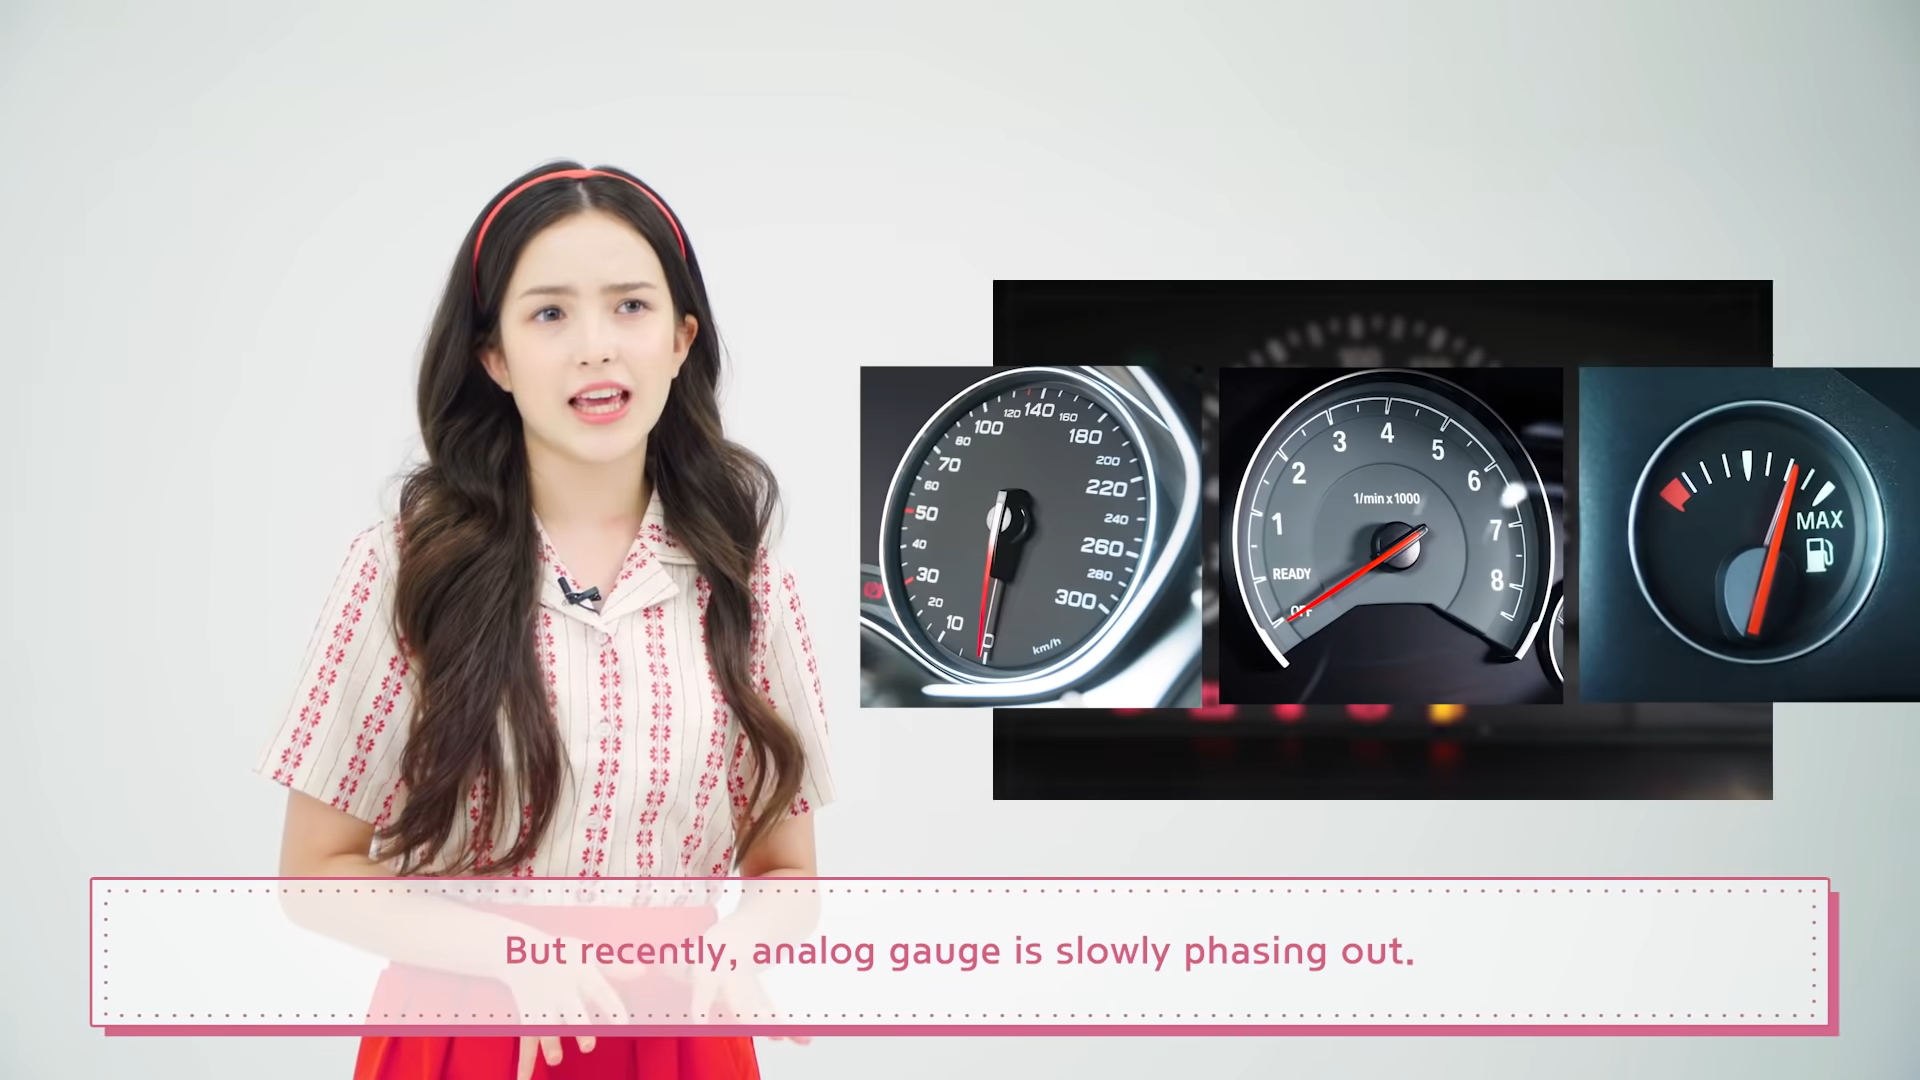 120 140 160
100 180
80 200
70 220
60 240
50 260
40 280
30 300
20
10
0
km/h
1 2 3 4 5 6 7 8
1/min x 1000
READY
OFF
MAX
But recently, analog gauge is slowly phasing out.